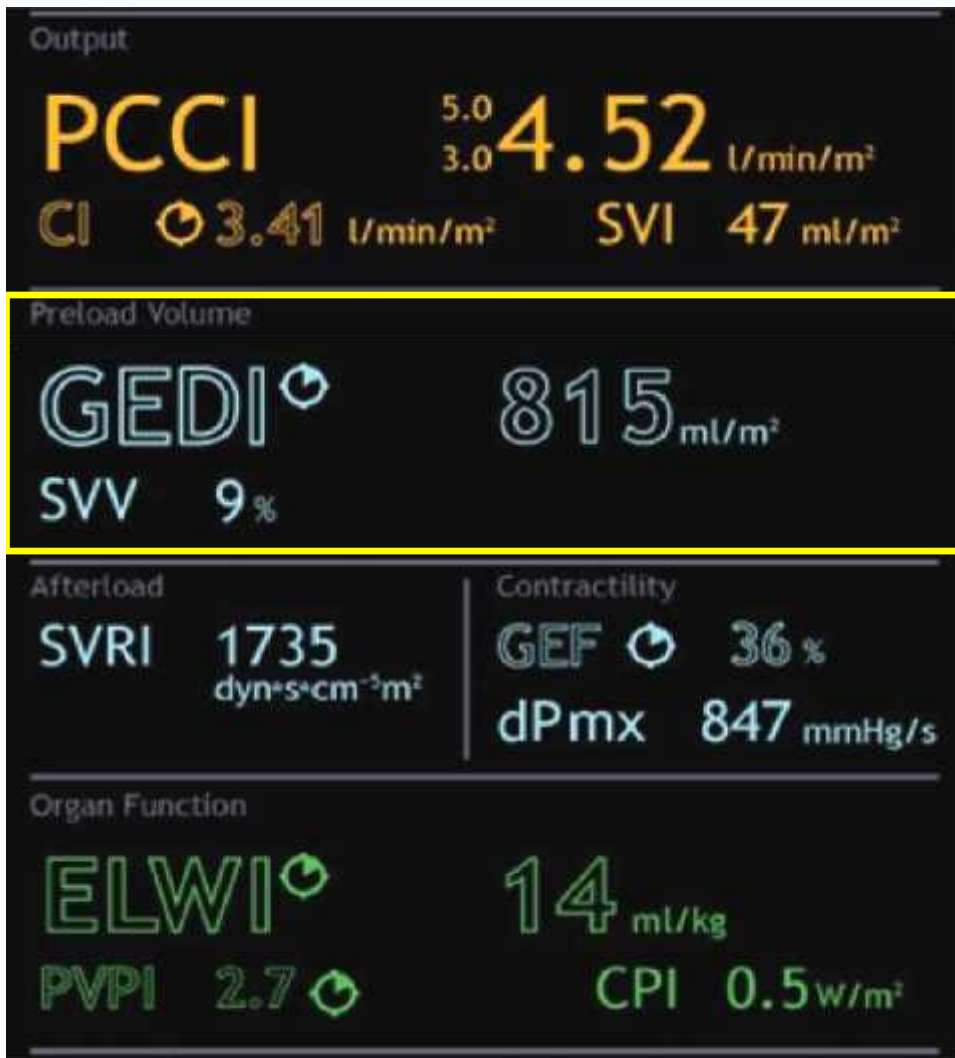 Output
PCCI 5.0 3.0 4.52 l/min/m²
CI 3.41 l/min/m² SVI 47 ml/m²
Preload Volume
GEDI 815 ml/m²
SVV 9 %
Afterload
SVRI 1735
dyn*s*cm⁻⁵m²
Contractility
GEF 36 %
dPmx 847 mmHg/s
Organ Function
ELWI 14 ml/kg
PVPI 2.7 CPI 0.5 W/m²